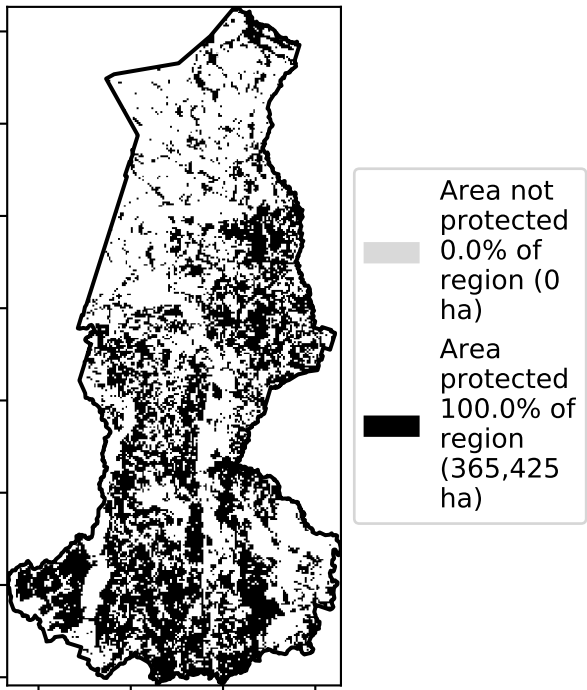 Area not
protected
0.0% of
region (0
ha)
Area
protected
100.0% of
region
(365,425
ha)